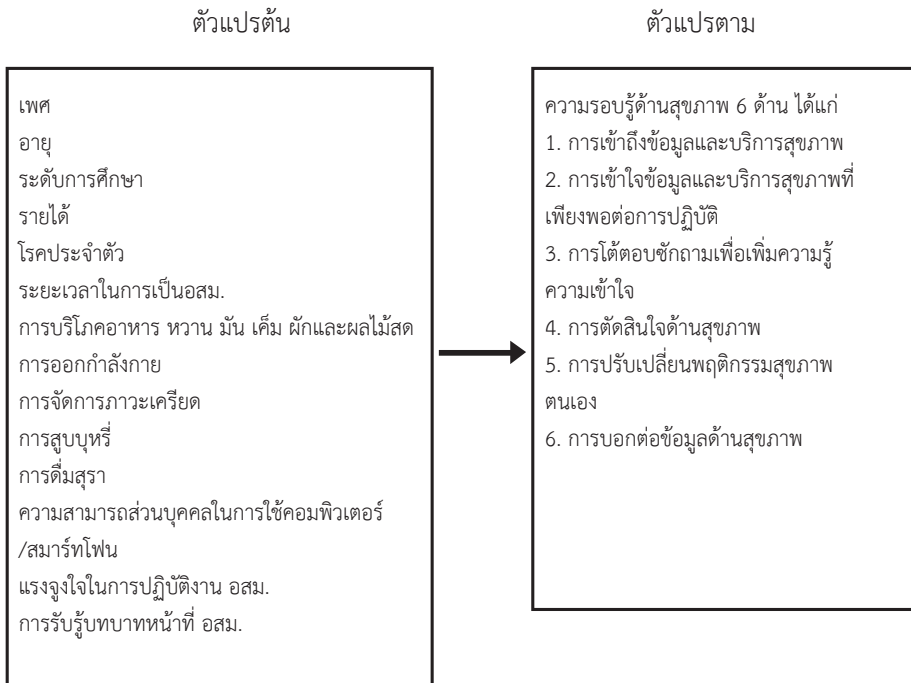 ตัวแปรต้น
ตัวแปรตาม
เพศ
อายุ
ระดับการศึกษา
รายได้
โรคประจำตัว
ระยะเวลาในการเป็นอสม.
การบริโภคอาหาร หวาน มัน เค็ม ผักและผลไม้สด
การออกกำลังกาย
การจัดการภาวะเครียด
การสูบบุหรี่
การดื่มสุรา
ความสามารถส่วนบุคคลในการใช้คอมพิวเตอร์
/สมาร์ทโฟน
แรงจูงใจในการปฏิบัติงาน อสม.
การรับรู้บทบาทหน้าที่ อสม.
ความรอบรู้ด้านสุขภาพ 6 ด้าน ได้แก่
1. การเข้าถึงข้อมูลและบริการสุขภาพ
2. การเข้าใจข้อมูลและบริการสุขภาพที่
เพียงพอต่อการปฏิบัติ
3. การโต้ตอบซักถามเพื่อเพิ่มความรู้
ความเข้าใจ
4. การตัดสินใจด้านสุขภาพ
5. การปรับเปลี่ยนพฤติกรรมสุขภาพ
ตนเอง
6. การบอกต่อข้อมูลด้านสุขภาพ